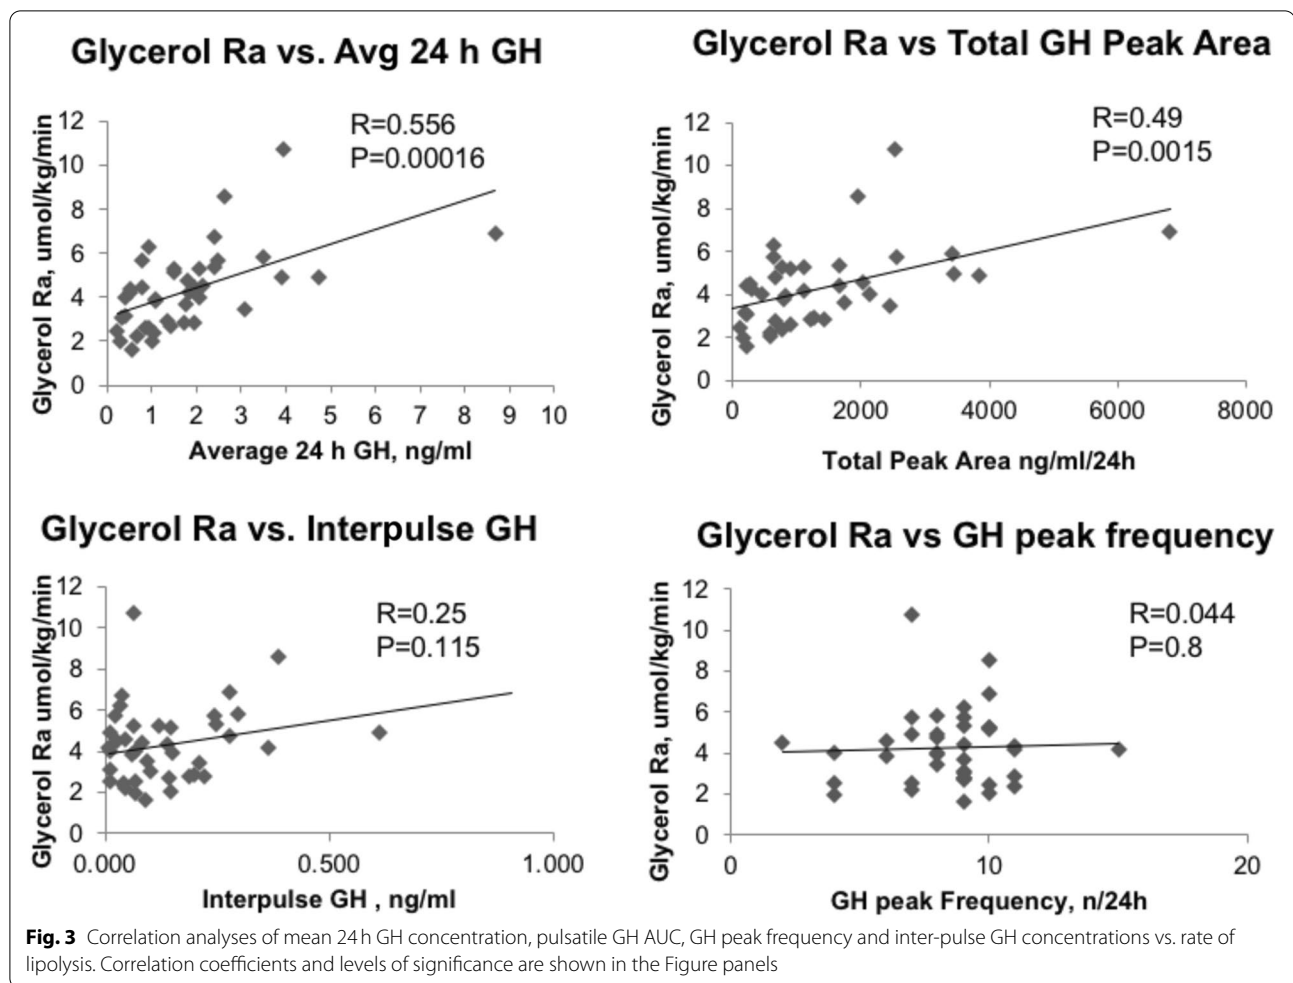 Glycerol Ra vs. Avg 24 h GH
R=0.556
P=0.00016
Glycerol Ra, umol/kg/min
12
10
8
6
4
2
0
0 1 2 3 4 5 6 7 8 9 10
Average 24 h GH, ng/ml
Glycerol Ra vs Total GH Peak Area
R=0.49
P=0.0015
Glycerol Ra, umol/kg/min
12
10
8
6
4
2
0
0 2000 4000 6000 8000
Total Peak Area ng/ml/24h
Glycerol Ra vs. Interpulse GH
R=0.25
P=0.115
Glycerol Ra umol/kg/min
12
10
8
6
4
2
0
0.000 0.500 1.000
Interpulse GH , ng/ml
Glycerol Ra vs GH peak frequency
R=0.044
P=0.8
Glycerol Ra, umol/kg/min
12
10
8
6
4
2
0
0 10 20
GH peak Frequency, n/24h
Fig. 3 Correlation analyses of mean 24 h GH concentration, pulsatile GH AUC, GH peak frequency and inter-pulse GH concentrations vs. rate of
lipolysis. Correlation coefficients and levels of significance are shown in the Figure panels